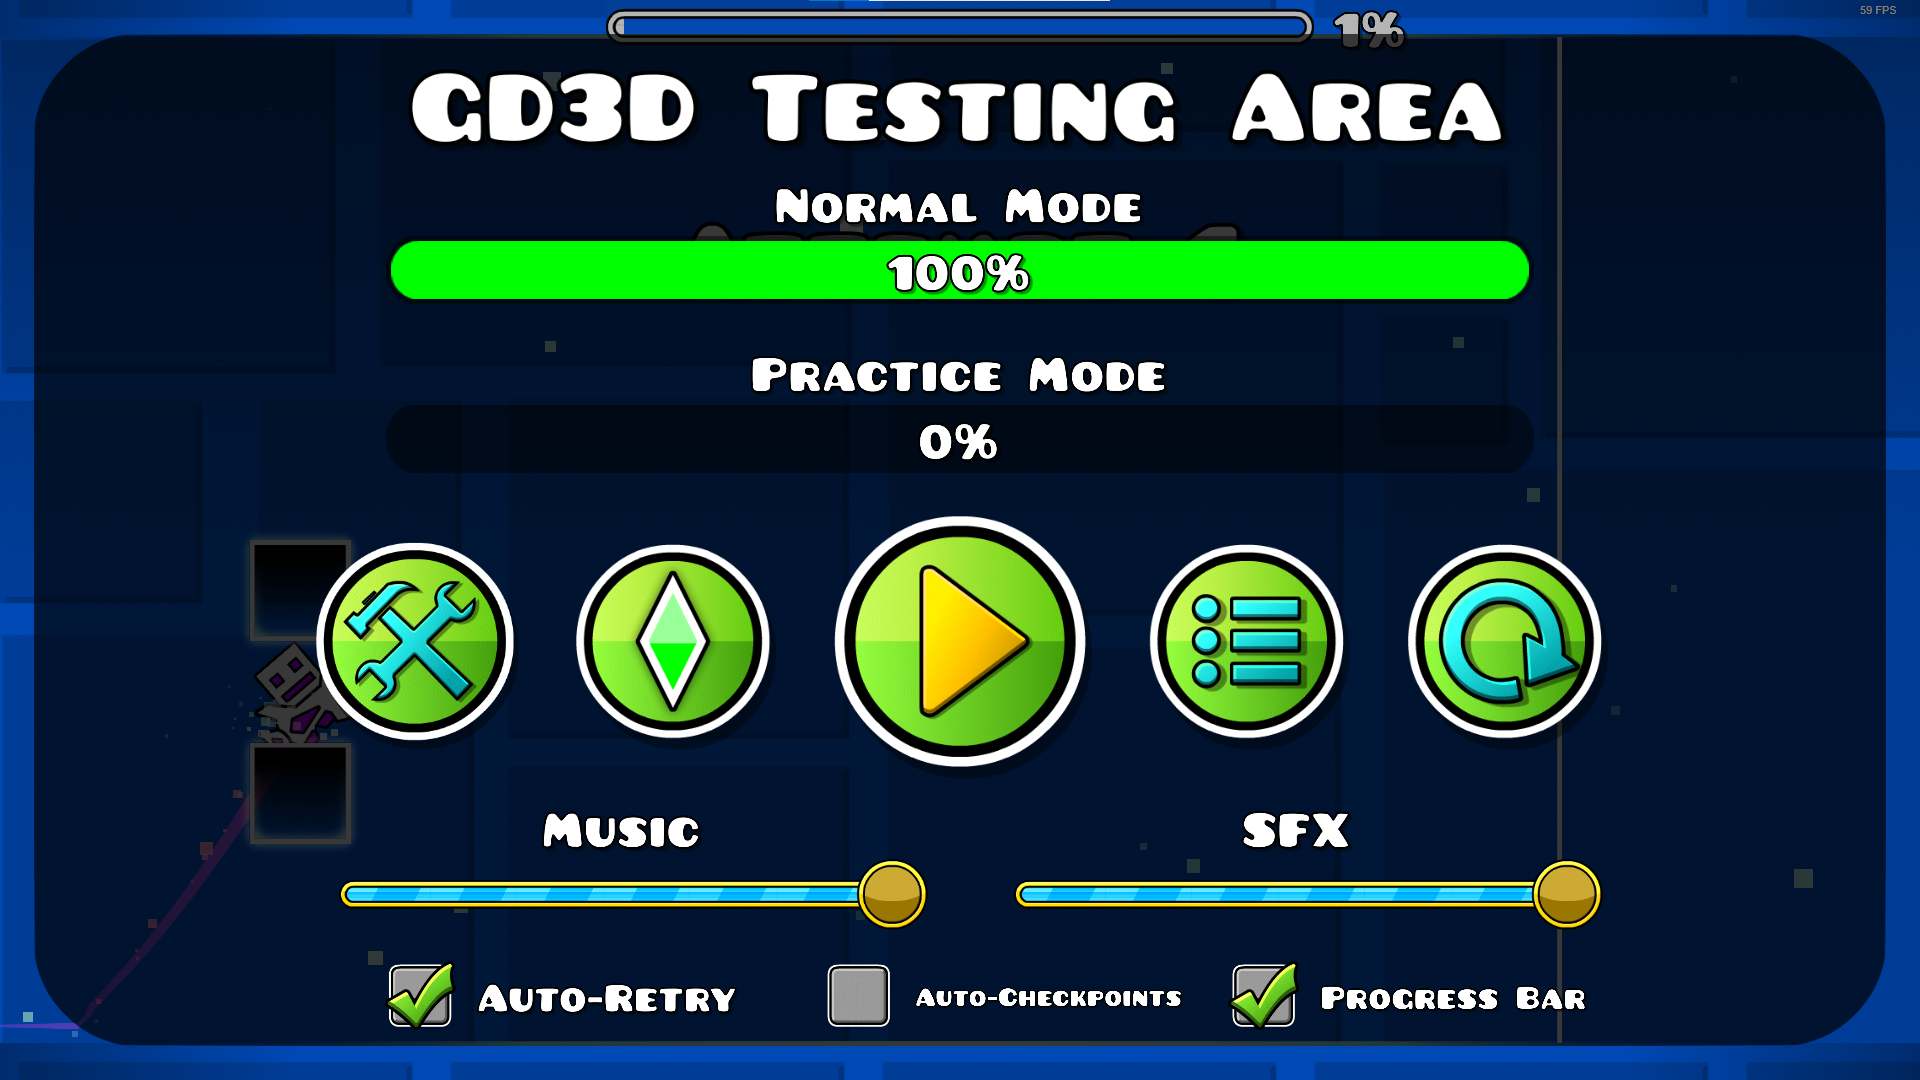 59 FPS
1%
GD3D Testing Area
Normal Mode
100%
Practice Mode
0%
Music
SFX
Auto-Retry
Auto-Checkpoints
Progress Bar